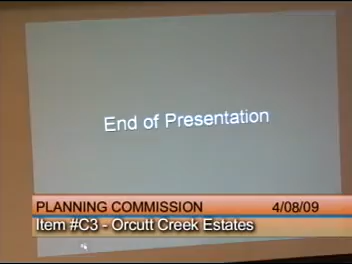 End of Presentation
PLANNING COMMISSION 4/08/09
Item #C3 - Orcutt Creek Estates